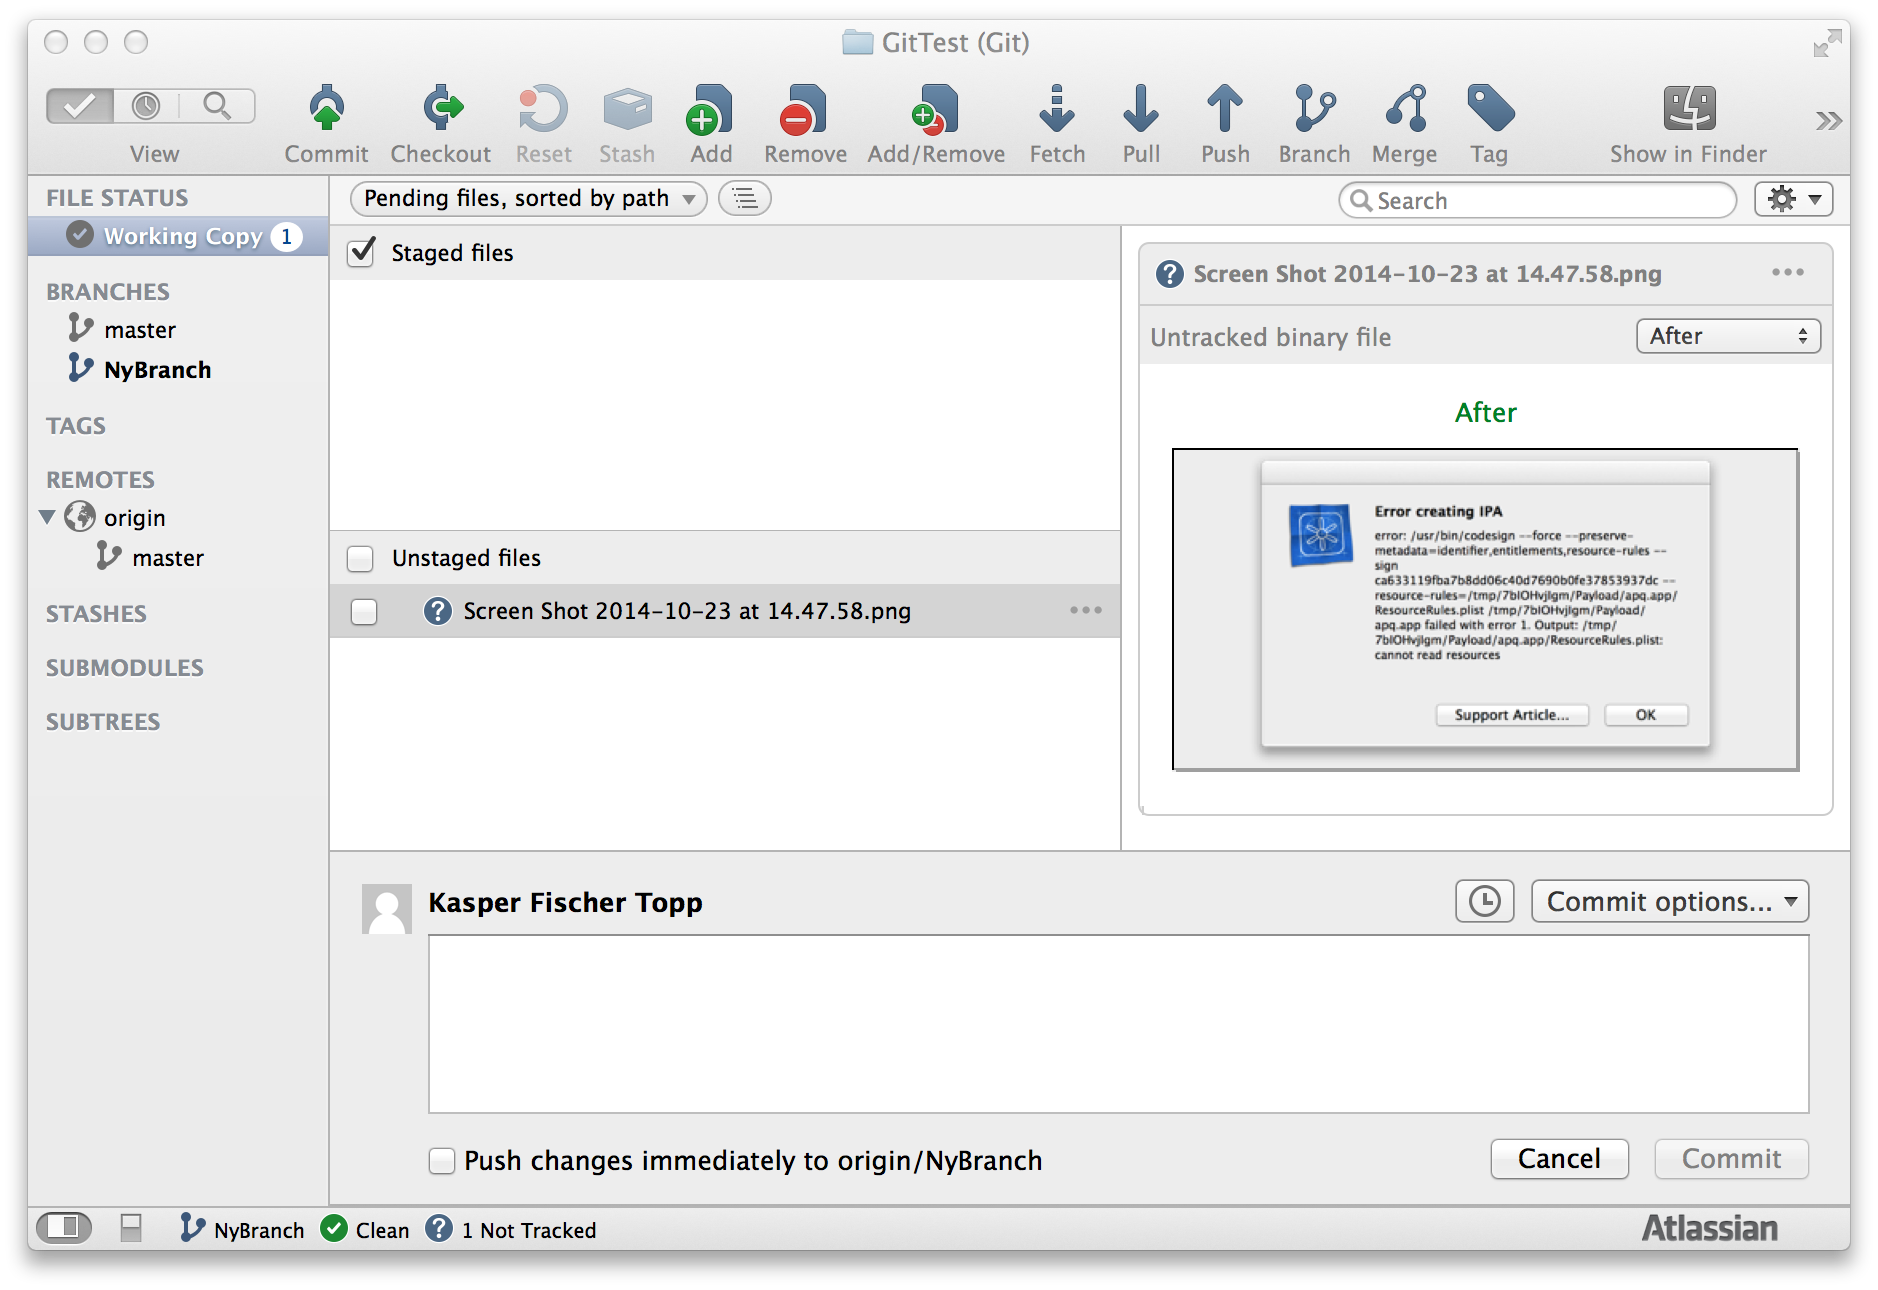 GitTest (Git)
View
Commit
Checkout
Reset
Stash
Add
Remove
Add/Remove
Fetch
Pull
Push
Branch
Merge
Tag
Show in Finder
FILE STATUS
Working Copy 1
BRANCHES
master
NyBranch
TAGS
REMOTES
origin
master
STASHES
SUBMODULES
SUBTREES
Pending files, sorted by path
Search
Staged files
Unstaged files
Screen Shot 2014-10-23 at 14.47.58.png
Screen Shot 2014-10-23 at 14.47.58.png
Untracked binary file
After
After
Error creating IPA
error: /usr/bin/codesign --force --preserve-
metadata=identifier,entitlements,resource-rules --
sign
ca633119fba7b8dd06c40d7690b0fe37853937dc --
resource-rules=/tmp/7bIOHvjIgm/Payload/apq.app/
ResourceRules.plist /tmp/7bIOHvjIgm/Payload/
apq.app failed with error 1. Output: /tmp/
7bIOHvjIgm/Payload/apq.app/ResourceRules.plist:
cannot read resources
Support Article...
OK
Kasper Fischer Topp
Commit options...
Push changes immediately to origin/NyBranch
Cancel
Commit
NyBranch
Clean
1 Not Tracked
Atlassian